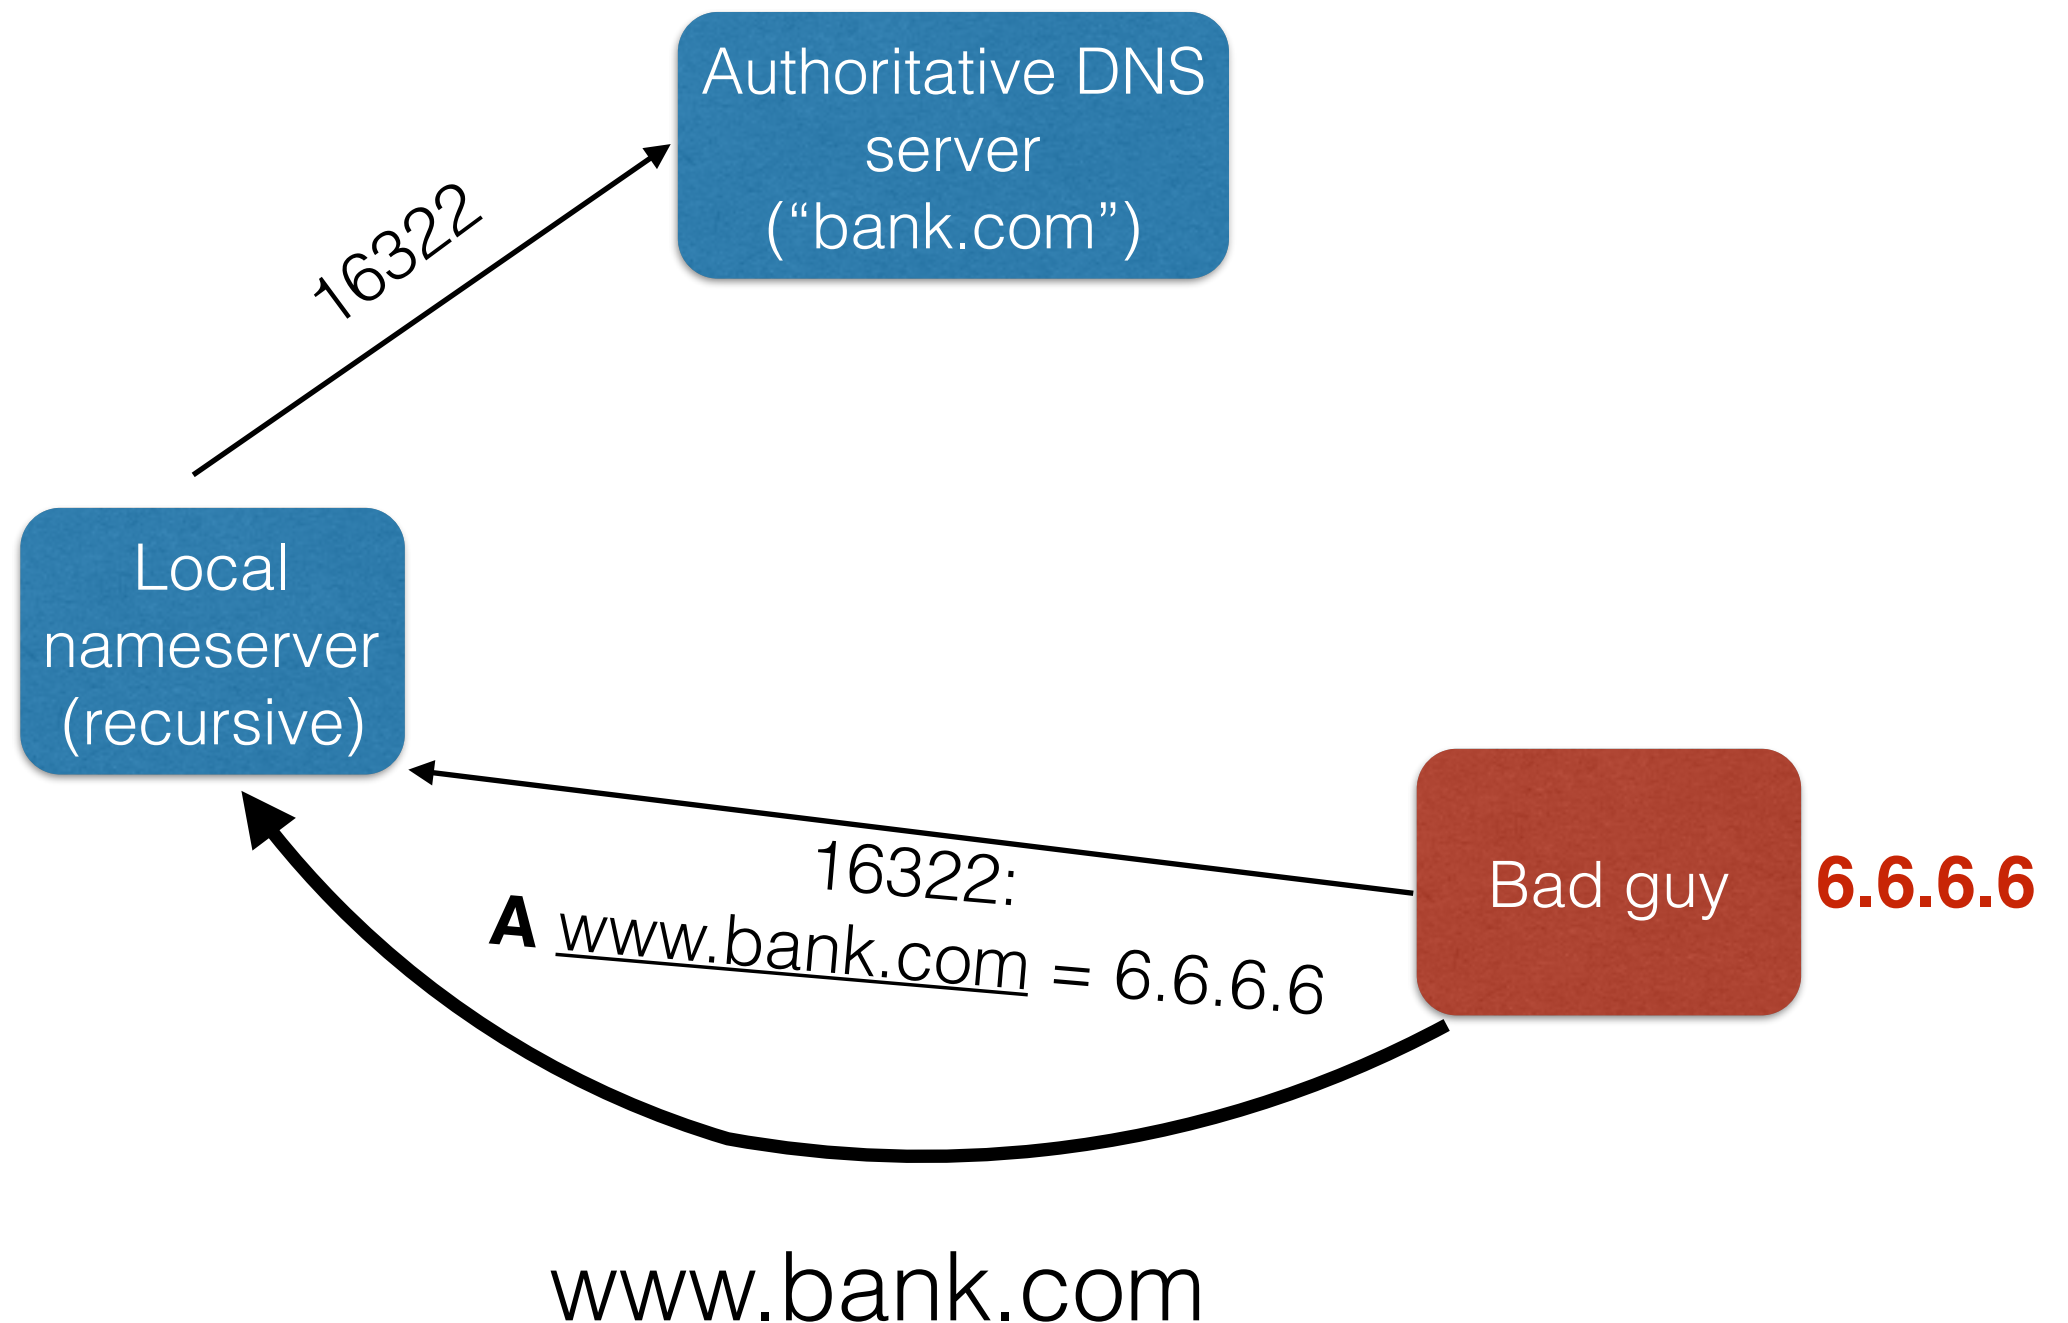 Authoritative DNS
server
(“bank.com”)
16322
Local
nameserver
(recursive)
16322:
A www.bank.com = 6.6.6.6
Bad guy
6.6.6.6
www.bank.com